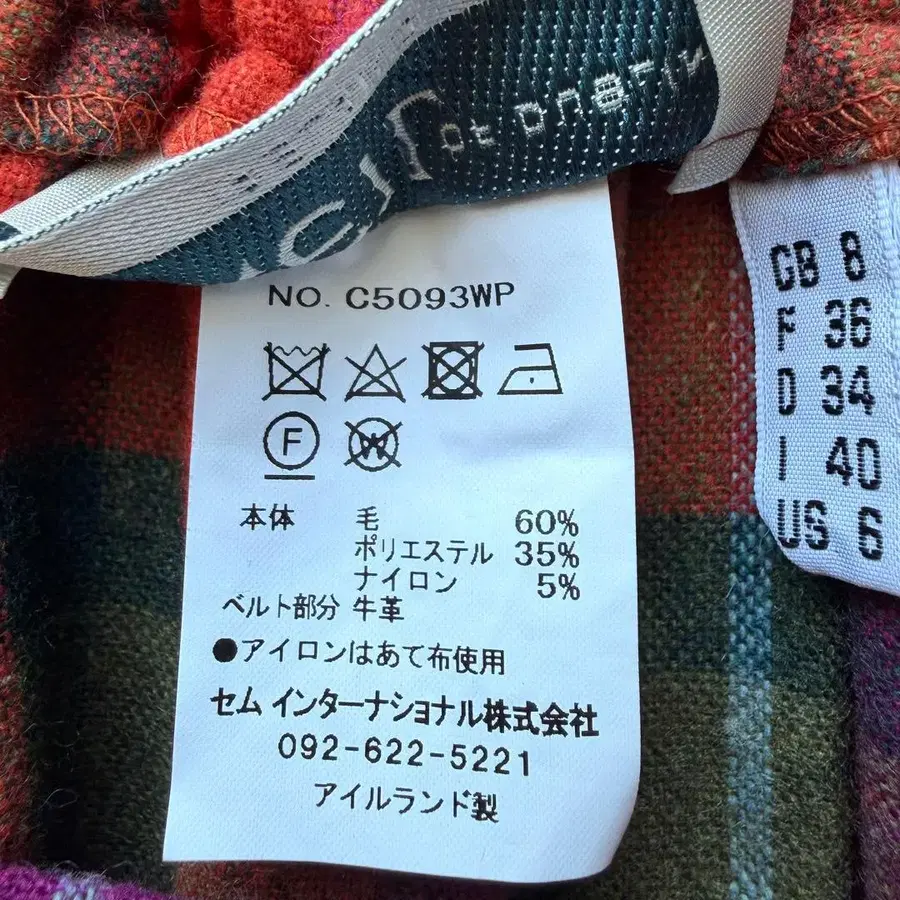 NO. C5093WP
F
W
本体 毛 60%
ポリエステル 35%
ナイロン 5%
ベルト部分 牛革
●アイロンはあて布使用
セム インターナショナル株式会社
092-622-5221
アイルランド製
GB 8
F 36
D 34
I 40
US 6